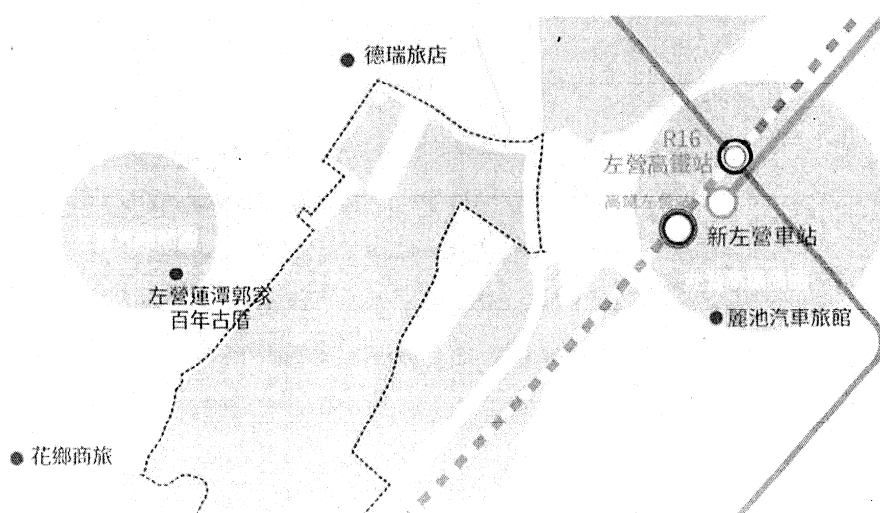 德瑞旅店
R16
左營高鐵站
高鐵左營站
新左營車站
左營蓮潭郭家
百年古厝
麗池汽車旅館
花鄉商旅